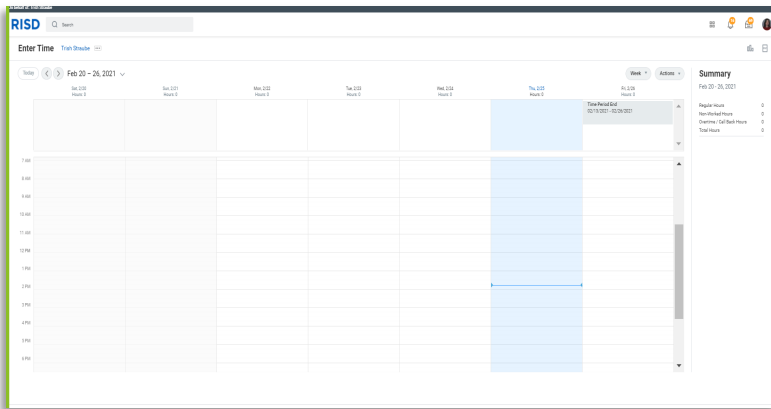 On behalf of: Trish Straube
RISD
Search
Enter Time Trish Straube
Today Feb 20 – 26, 2021 Week Actions
Sat, 2/20 Sun, 2/21 Mon, 2/22 Tue, 2/23 Wed, 2/24 Thu, 2/25 Fri, 2/26
Hours: 0 Hours: 0 Hours: 0 Hours: 0 Hours: 0 Hours: 0 Hours: 0
Time Period End
02/13/2021 - 02/26/2021
7 AM
8 AM
9 AM
10 AM
11 AM
12 PM
1 PM
2 PM
3 PM
4 PM
5 PM
6 PM
Summary
Feb 20 - 26, 2021
Regular Hours 0
Non-Worked Hours 0
Overtime / Call Back Hours 0
Total Hours 0